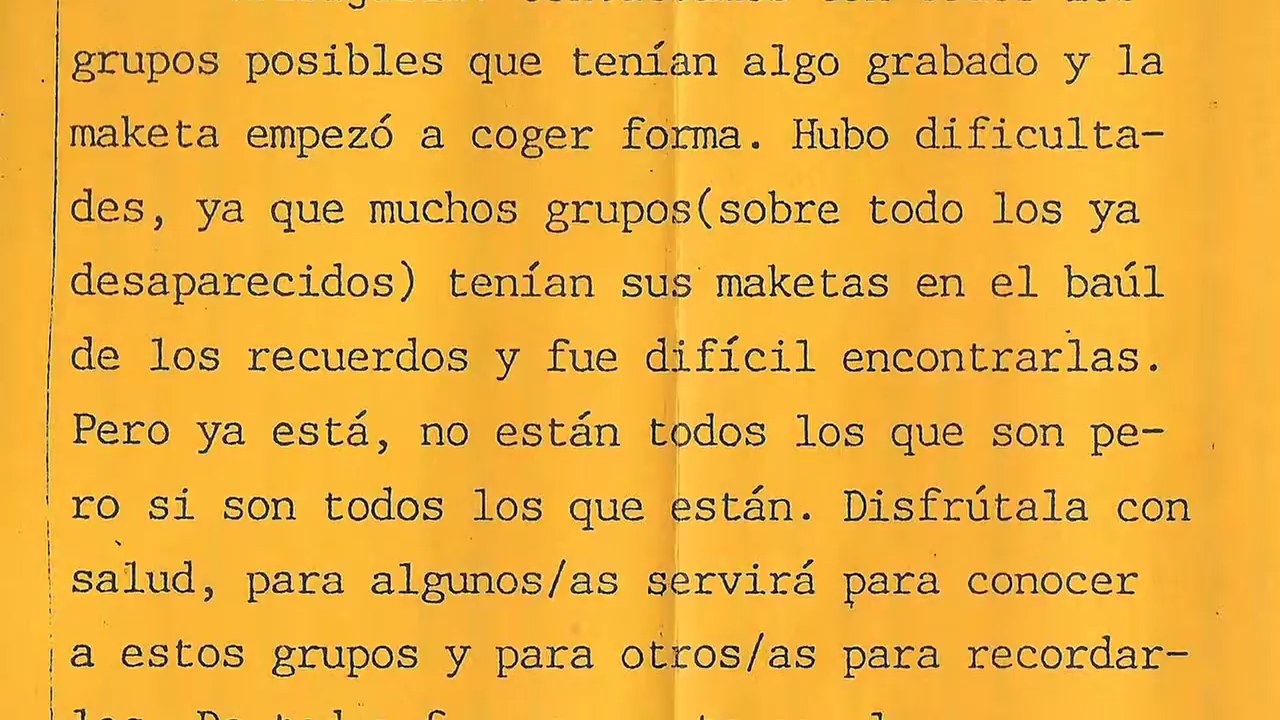 grupos posibles que tenían algo grabado y la
maketa empezó a coger forma. Hubo dificulta-
des, ya que muchos grupos(sobre todo los ya
desaparecidos) tenían sus maketas en el baúl
de los recuerdos y fue difícil encontrarlas.
Pero ya está, no están todos los que son pe-
ro si son todos los que están. Disfrútala con
salud, para algunos/as servirá para conocer
a estos grupos y para otros/as para recordar-